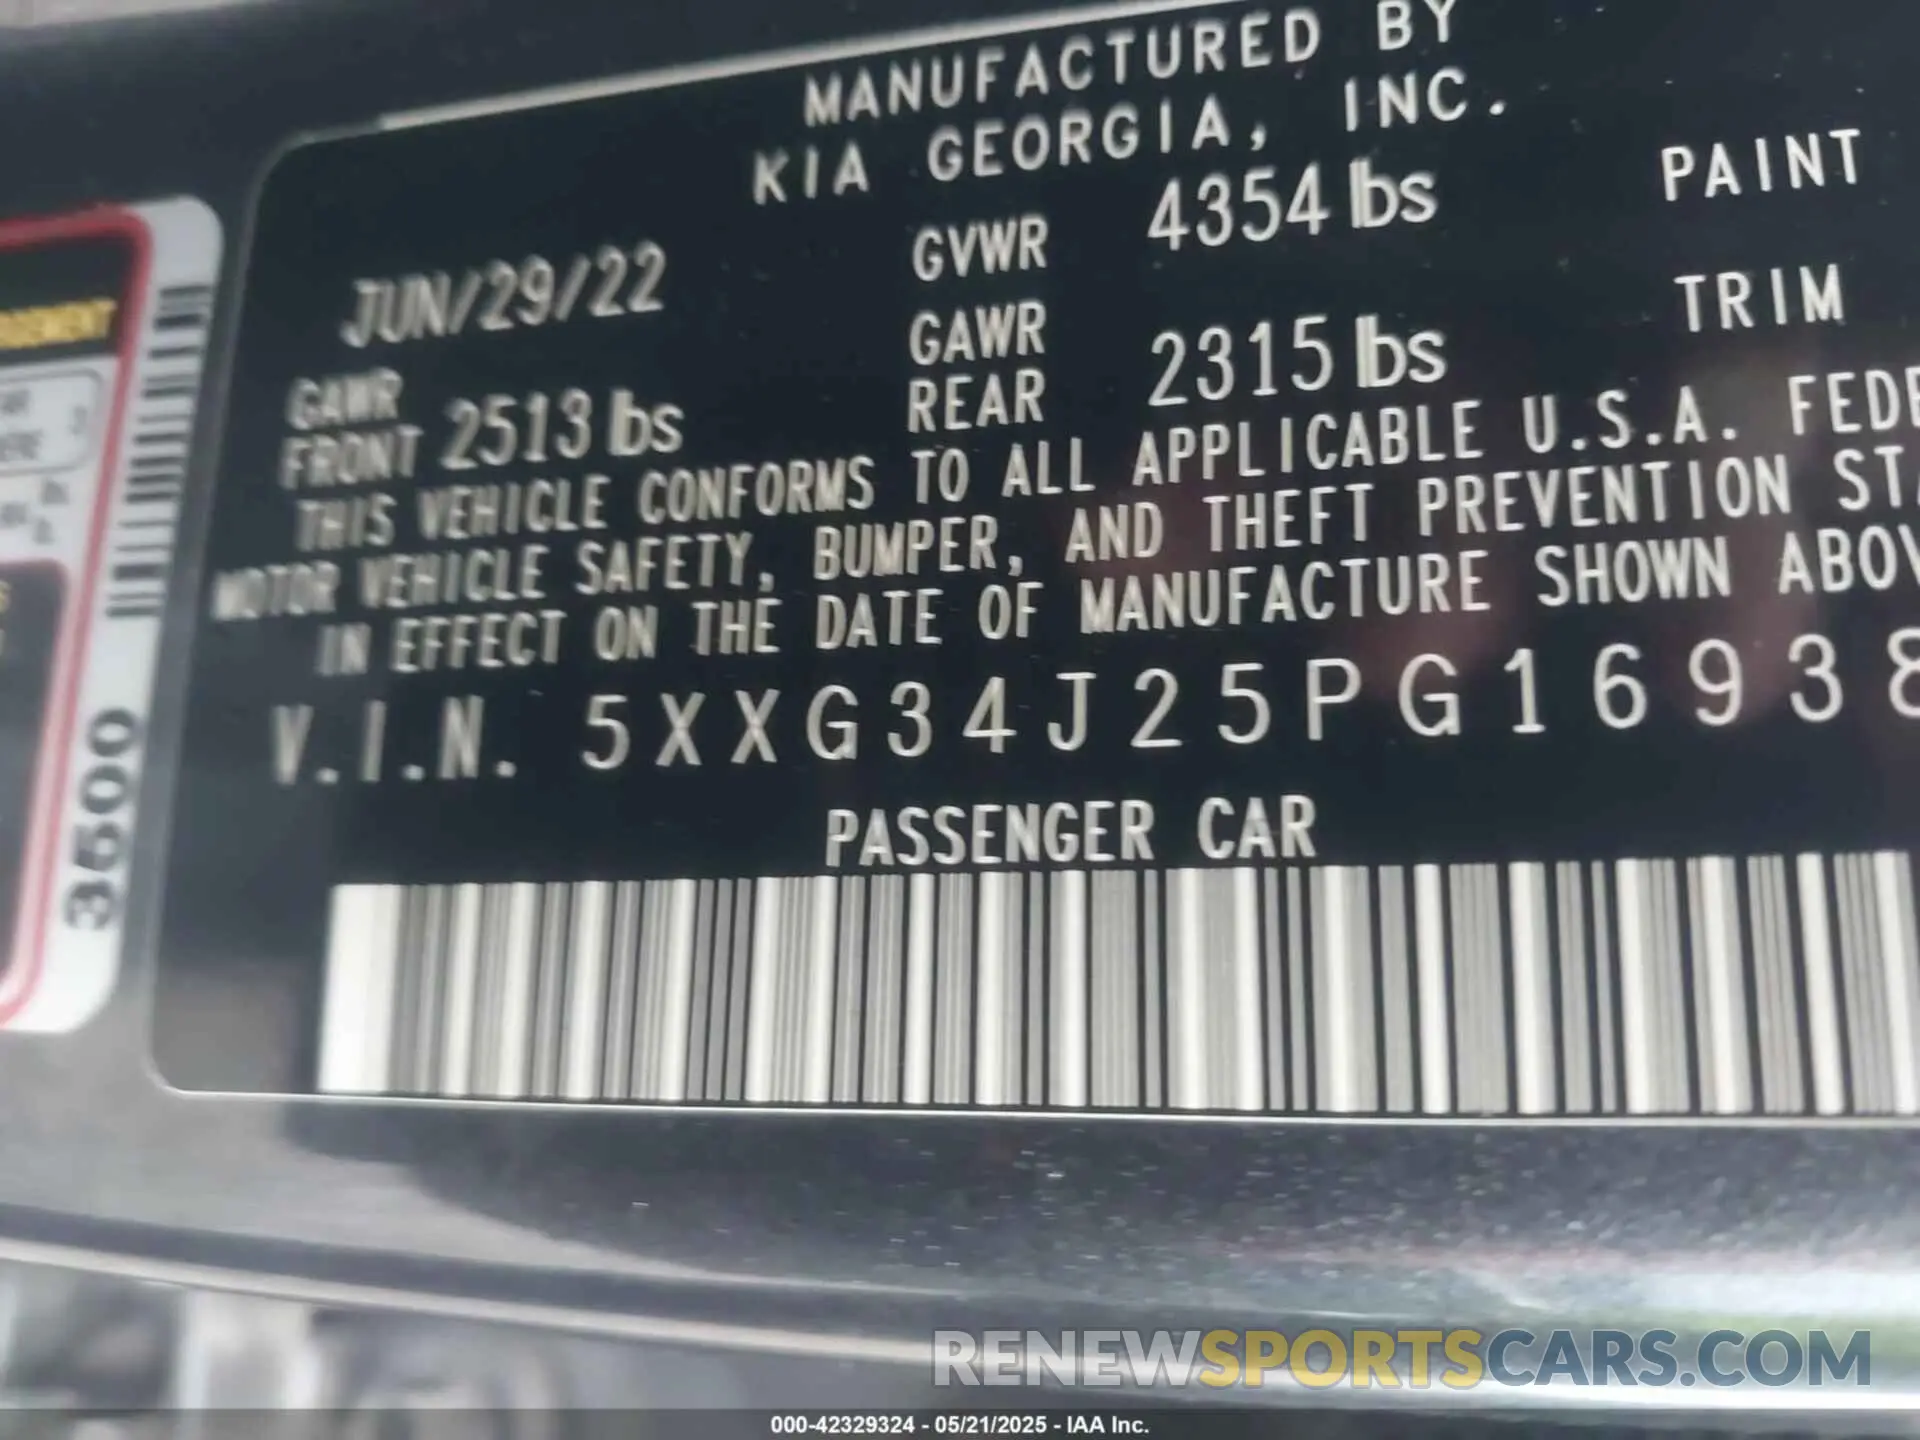 MANUFACTURED BY
KIA GEORGIA, INC.
JUN/29/22 GVWR 4354 lbs PAINT
GAWR FRONT 2513 lbs GAWR REAR 2315 lbs TRIM
THIS VEHICLE CONFORMS TO ALL APPLICABLE U.S.A. FEDE
MOTOR VEHICLE SAFETY, BUMPER, AND THEFT PREVENTION STA
IN EFFECT ON THE DATE OF MANUFACTURE SHOWN ABOV
V.I.N. 5XXG34J25PG16938
PASSENGER CAR
3500
RENEWSPORTSCARS.COM
000-42329324 - 05/21/2025 - IAA Inc.